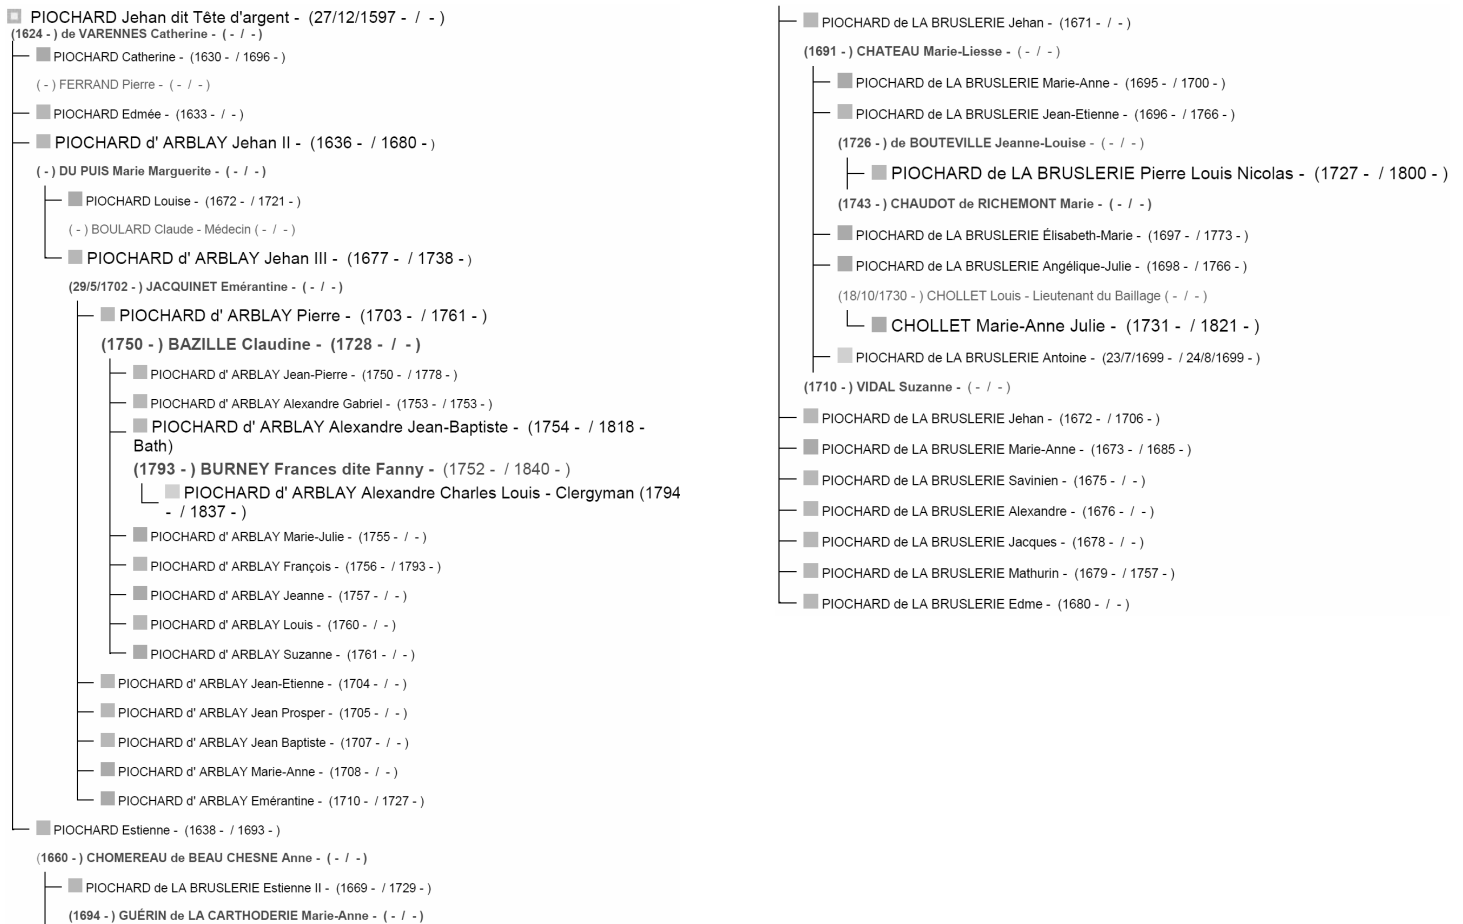 PIOCHARD Jehan dit Tête d'argent - (27/12/1597 - / - )
(1624 - ) de VARENNES Catherine - ( - / - )
PIOCHARD Catherine - (1630 - / 1696 - )
( - ) FERRAND Pierre - ( - / - )
PIOCHARD Edmée - (1633 - / - )
PIOCHARD d' ARBLAY Jehan II - (1636 - / 1680 - )
( - ) DU PUIS Marie Marguerite - ( - / - )
PIOCHARD Louise - (1672 - / 1721 - )
( - ) BOULARD Claude - Médecin ( - / - )
PIOCHARD d' ARBLAY Jehan III - (1677 - / 1738 - )
(29/5/1702 - ) JACQUINET Emérantine - ( - / - )
PIOCHARD d' ARBLAY Pierre - (1703 - / 1761 - )
(1750 - ) BAZILLE Claudine - (1728 - / - )
PIOCHARD d' ARBLAY Jean-Pierre - (1750 - / 1778 - )
PIOCHARD d' ARBLAY Alexandre Gabriel - (1753 - / 1753 - )
PIOCHARD d' ARBLAY Alexandre Jean-Baptiste - (1754 - / 1818 -
Bath)
(1793 - ) BURNEY Frances dite Fanny - (1752 - / 1840 - )
PIOCHARD d' ARBLAY Alexandre Charles Louis - Clergyman (1794
- / 1837 - )
PIOCHARD d' ARBLAY Marie-Julie - (1755 - / - )
PIOCHARD d' ARBLAY François - (1756 - / 1793 - )
PIOCHARD d' ARBLAY Jeanne - (1757 - / - )
PIOCHARD d' ARBLAY Louis - (1760 - / - )
PIOCHARD d' ARBLAY Suzanne - (1761 - / - )
PIOCHARD d' ARBLAY Jean-Etienne - (1704 - / - )
PIOCHARD d' ARBLAY Jean Prosper - (1705 - / - )
PIOCHARD d' ARBLAY Jean Baptiste - (1707 - / - )
PIOCHARD d' ARBLAY Marie-Anne - (1708 - / - )
PIOCHARD d' ARBLAY Emérantine - (1710 - / 1727 - )
PIOCHARD Estienne - (1638 - / 1693 - )
(1660 - ) CHOMEREAU de BEAU CHESNE Anne - ( - / - )
PIOCHARD de LA BRUSLERIE Estienne II - (1669 - / 1729 - )
(1694 - ) GUÉRIN de LA CARTHODERIE Marie-Anne - ( - / - )
PIOCHARD de LA BRUSLERIE Jehan - (1671 - / - )
(1691 - ) CHATEAU Marie-Liesse - ( - / - )
PIOCHARD de LA BRUSLERIE Marie-Anne - (1695 - / 1700 - )
PIOCHARD de LA BRUSLERIE Jean-Etienne - (1696 - / 1766 - )
(1726 - ) de BOUTEVILLE Jeanne-Louise - ( - / - )
PIOCHARD de LA BRUSLERIE Pierre Louis Nicolas - (1727 - / 1800 - )
(1743 - ) CHAUDOT de RICHEMONT Marie - ( - / - )
PIOCHARD de LA BRUSLERIE Élisabeth-Marie - (1697 - / 1773 - )
PIOCHARD de LA BRUSLERIE Angélique-Julie - (1698 - / 1766 - )
(18/10/1730 - ) CHOLLET Louis - Lieutenant du Baillage ( - / - )
CHOLLET Marie-Anne Julie - (1731 - / 1821 - )
PIOCHARD de LA BRUSLERIE Antoine - (23/7/1699 - / 24/8/1699 - )
(1710 - ) VIDAL Suzanne - ( - / - )
PIOCHARD de LA BRUSLERIE Jehan - (1672 - / 1706 - )
PIOCHARD de LA BRUSLERIE Marie-Anne - (1673 - / 1685 - )
PIOCHARD de LA BRUSLERIE Savinien - (1675 - / - )
PIOCHARD de LA BRUSLERIE Alexandre - (1676 - / - )
PIOCHARD de LA BRUSLERIE Jacques - (1678 - / - )
PIOCHARD de LA BRUSLERIE Mathurin - (1679 - / 1757 - )
PIOCHARD de LA BRUSLERIE Edme - (1680 - / - )